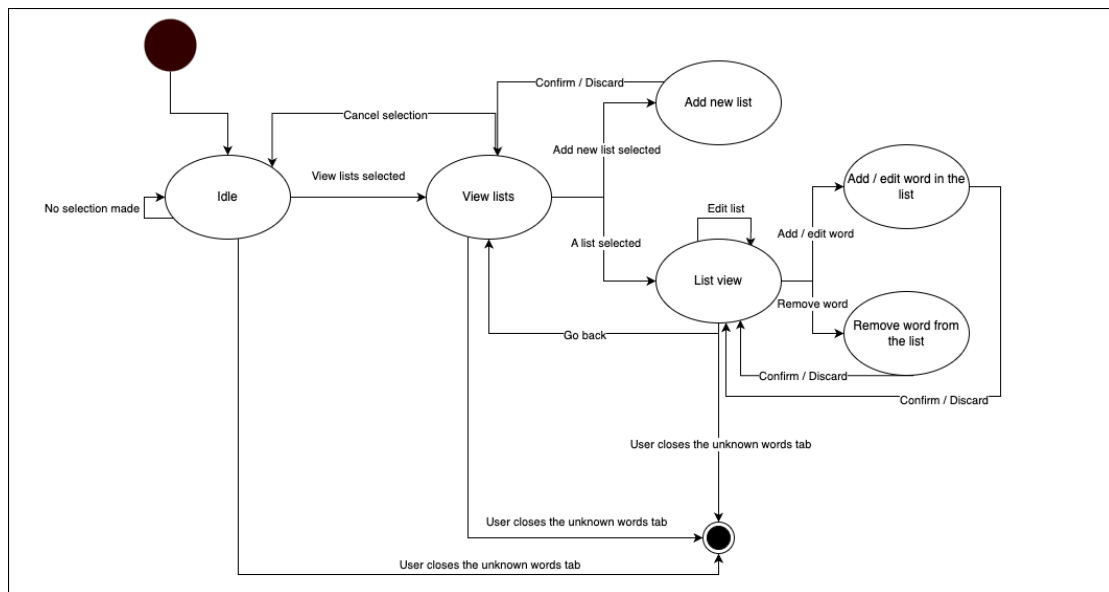 Confirm / Discard
Add new list
Cancel selection
Add new list selected
View lists selected
Idle
View lists
No selection made
Add / edit word in the
list
Edit list
Add / edit word
A list selected
List view
Remove word
Remove word from
the list
Go back
Confirm / Discard
Confirm / Discard
User closes the unknown words tab
User closes the unknown words tab
User closes the unknown words tab